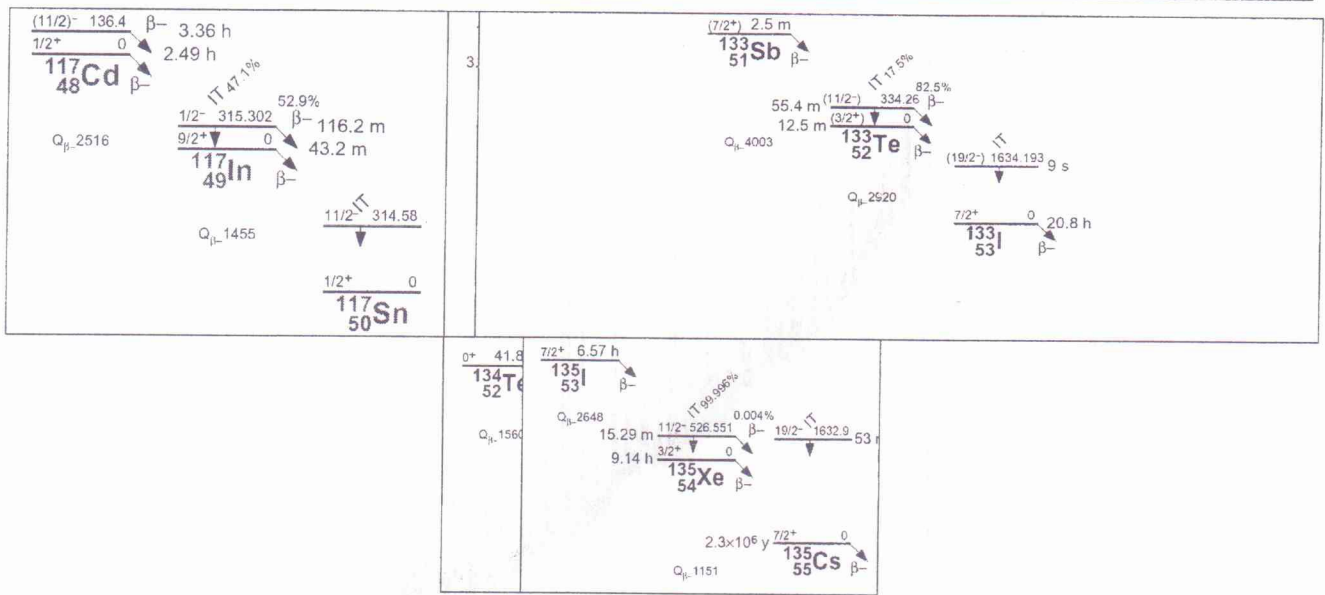 (11/2)- 136.4 β– 3.36 h
1/2+ 0 2.49 h
117
48Cd β–
Qβ–2516
IT 47.1%
52.9%
1/2- 315.302 β– 116.2 m
9/2+ 0 43.2 m
117
49In β–
Qβ–1455
IT
11/2- 314.58
1/2+ 0
117
50Sn
3.
(7/2+) 2.5 m
133
51Sb β–
Qβ–4003
IT 17.5%
82.5%
55.4 m (11/2-) 334.26 β–
12.5 m (3/2+) 0
133
52Te β–
Qβ–2920
IT
(19/2-) 1634.193 9 s
7/2+ 0 20.8 h
133
53I β–
0+ 41.8
134
52Te
Qβ–1560
7/2+ 6.57 h
135
53I β–
Qβ–2648
IT 99.996%
0.004%
15.29 m 11/2- 526.551 β–
9.14 h 3/2+ 0
135
54Xe β–
Qβ–1151
IT
19/2- 1632.9 53
2.3×10⁶ y 7/2+ 0
135
55Cs β–